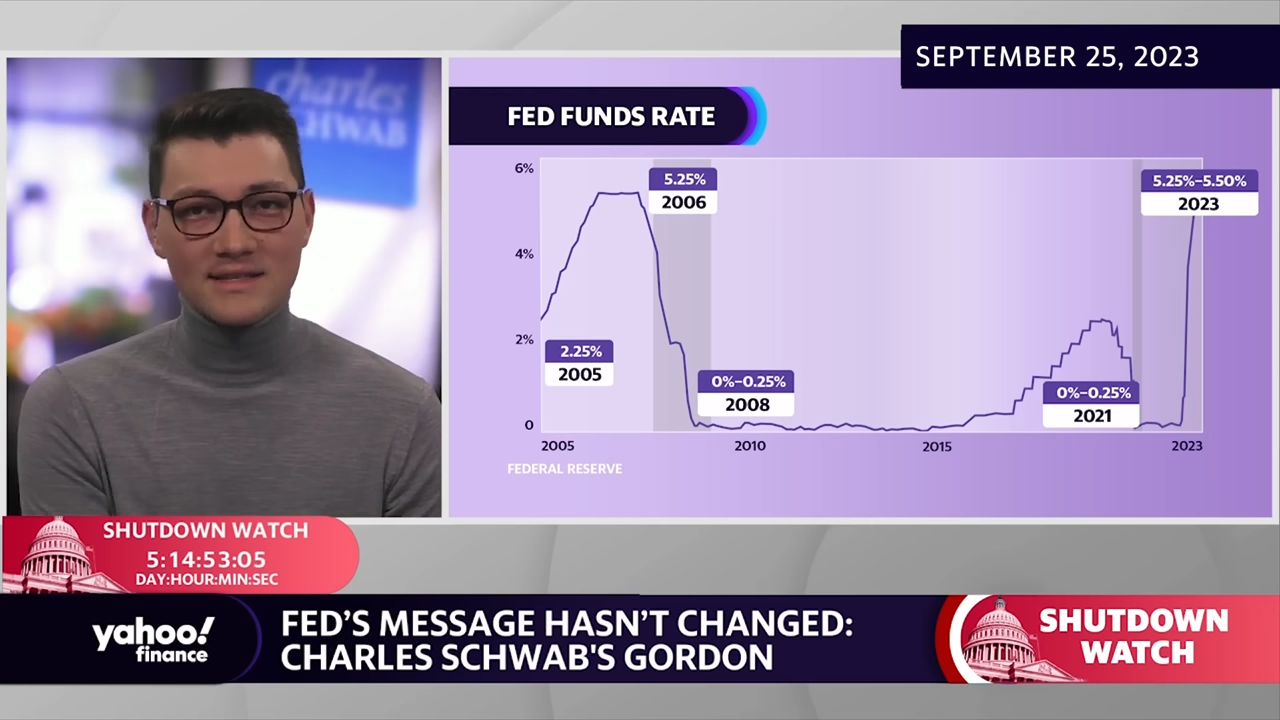 SEPTEMBER 25, 2023
charles
SCHWAB
FED FUNDS RATE
6%
4%
2%
0
5.25%
2006
5.25%–5.50%
2023
2.25%
2005
0%–0.25%
2008
0%–0.25%
2021
2005
2010
2015
2023
FEDERAL RESERVE
SHUTDOWN WATCH
5:14:53:05
DAY:HOUR:MIN:SEC
yahoo!
finance
FED’S MESSAGE HASN’T CHANGED:
CHARLES SCHWAB'S GORDON
SHUTDOWN
WATCH